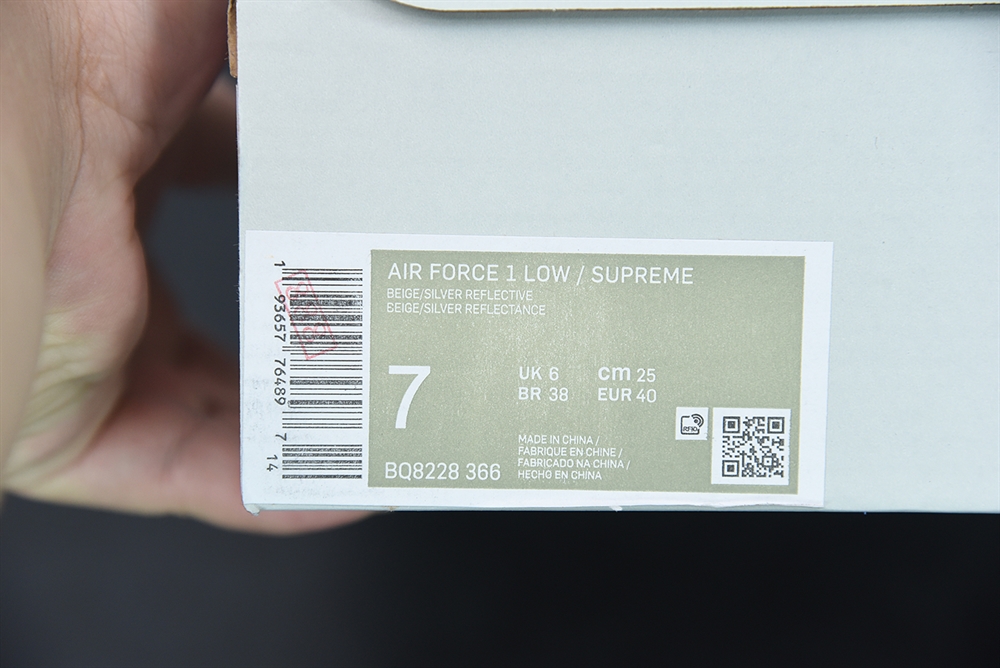 AIR FORCE 1 LOW / SUPREME
BEIGE/SILVER REFLECTIVE
BEIGE/SILVER REFLECTANCE
7
UK 6 cm 25
BR 38 EUR 40
BQ8228 366
MADE IN CHINA /
FABRIQUE EN CHINE /
FABRICADO NA CHINA /
HECHO EN CHINA
RFID
1 93657 76489 7 14